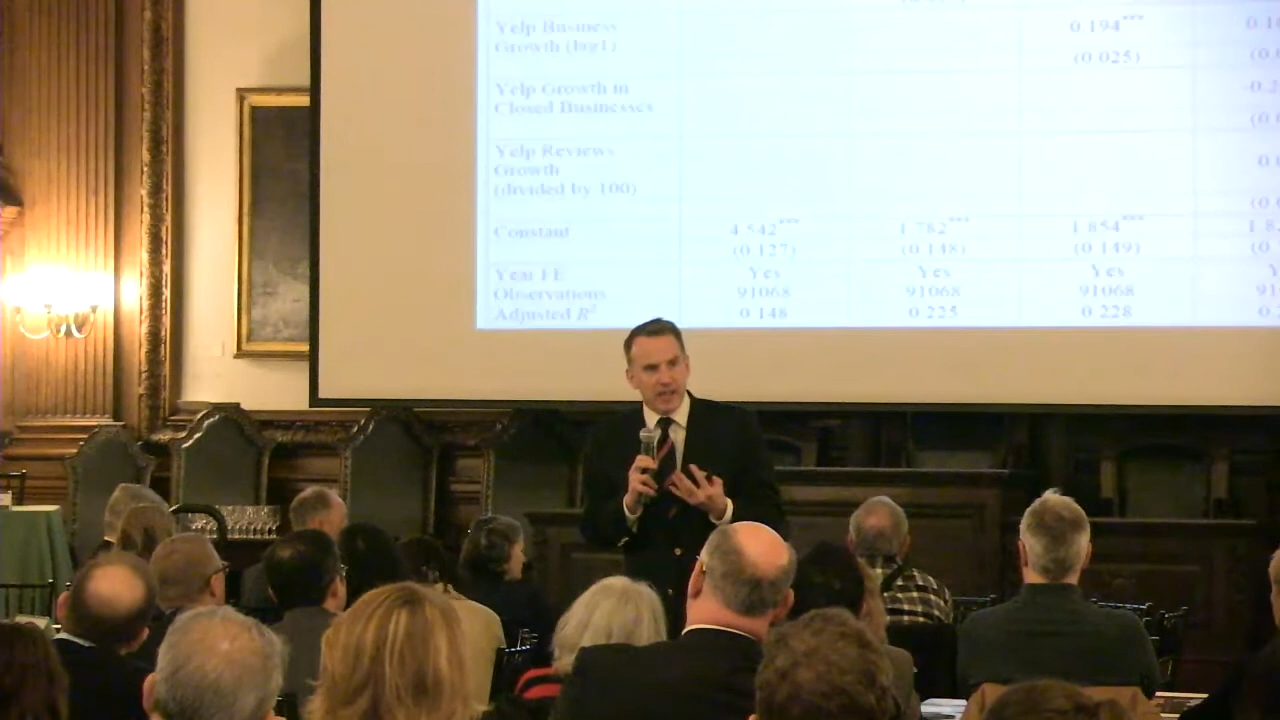 Yelp Business 0.194***
Growth (log1)
(0.025)
Yelp Growth in
Closed Businesses
Yelp Reviews
Growth
(divided by 100)
Constant 4.542*** 1.782*** 1.854***
(0.127) (0.148) (0.149)
Year FE Yes Yes Yes
Observations 91068 91068 91068
Adjusted R² 0.148 0.225 0.228